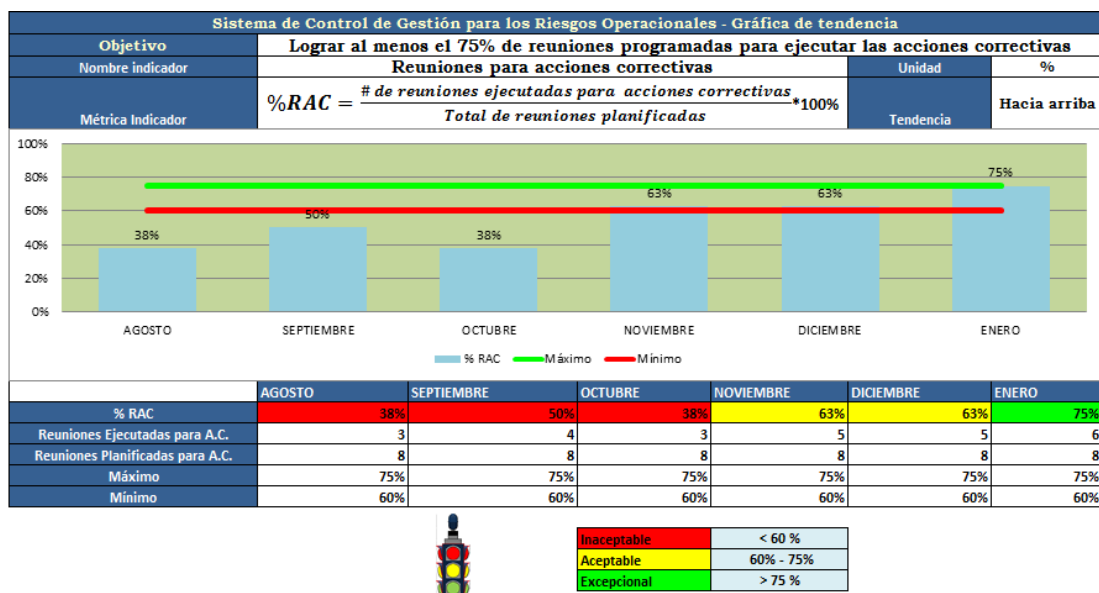 Sistema de Control de Gestión para los Riesgos Operacionales - Gráfica de tendencia
Objetivo Lograr al menos el 75% de reuniones programadas para ejecutar las acciones correctivas
Nombre indicador Reuniones para acciones correctivas Unidad %
Métrica Indicador %RAC = # de reuniones ejecutadas para acciones correctivas / Total de reuniones planificadas *100% Tendencia Hacia arriba
100%
80%
60%
40%
20%
0%
38% 50% 38% 63% 63% 75%
AGOSTO SEPTIEMBRE OCTUBRE NOVIEMBRE DICIEMBRE ENERO
% RAC Máximo Mínimo
AGOSTO SEPTIEMBRE OCTUBRE NOVIEMBRE DICIEMBRE ENERO
% RAC 38% 50% 38% 63% 63% 75%
Reuniones Ejecutadas para A.C. 3 4 3 5 5 6
Reuniones Planificadas para A.C. 8 8 8 8 8 8
Máximo 75% 75% 75% 75% 75% 75%
Mínimo 60% 60% 60% 60% 60% 60%
Inaceptable < 60 %
Aceptable 60% - 75%
Excepcional > 75 %